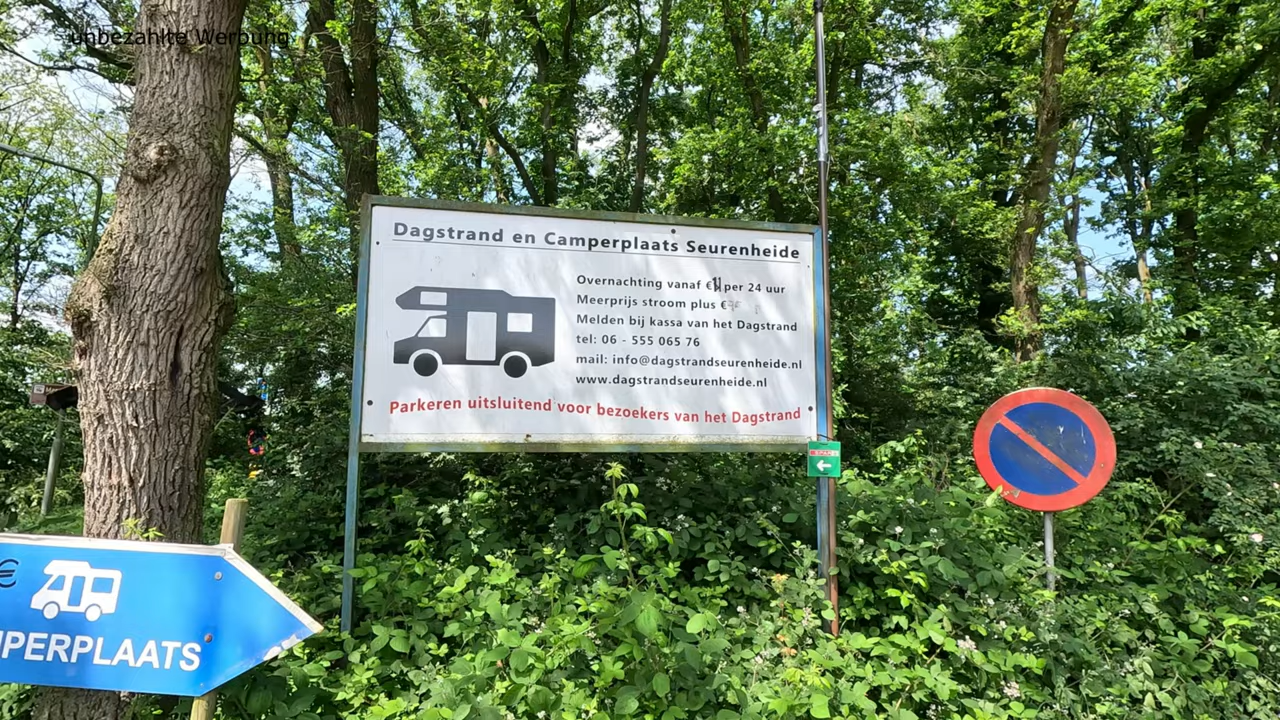 unbezahlte Werbung
Dagstrand en Camperplaats Seurenheide
Overnachting vanaf € per 24 uur
Meerprijs stroom plus €
Melden bij kassa van het Dagstrand
tel: 06 - 555 065 76
mail: info@dagstrandseurenheide.nl
www.dagstrandseurenheide.nl
Parkeren uitsluitend voor bezoekers van het Dagstrand
€
MPERPLAATS